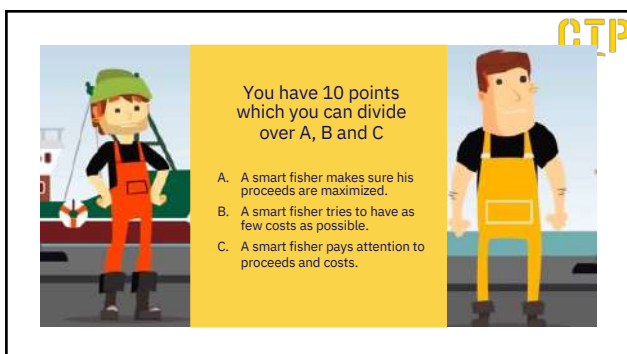 CTP
You have 10 points
which you can divide
over A, B and C
A. A smart fisher makes sure his
proceeds are maximized.
B. A smart fisher tries to have as
few costs as possible.
C. A smart fisher pays attention to
proceeds and costs.